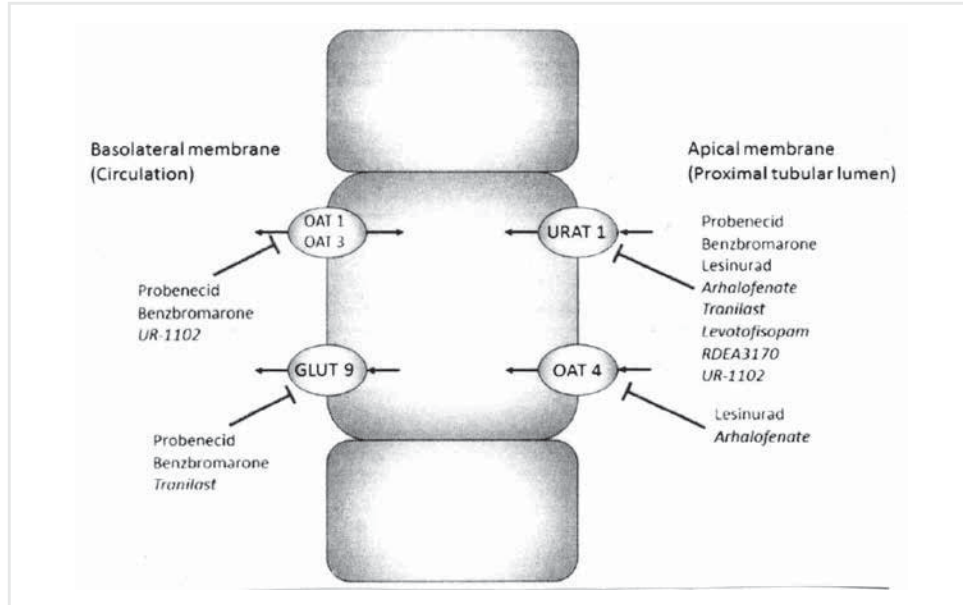 Basolateral membrane
(Circulation)
Apical membrane
(Proximal tubular lumen)
OAT 1
OAT 3
URAT 1
Probenecid
Benzbromarone
UR-1102
Probenecid
Benzbromarone
Lesinurad
Arhalofenate
Tranilast
Levotofisopam
RDEA3170
UR-1102
GLUT 9
OAT 4
Probenecid
Benzbromarone
Tranilast
Lesinurad
Arhalofenate